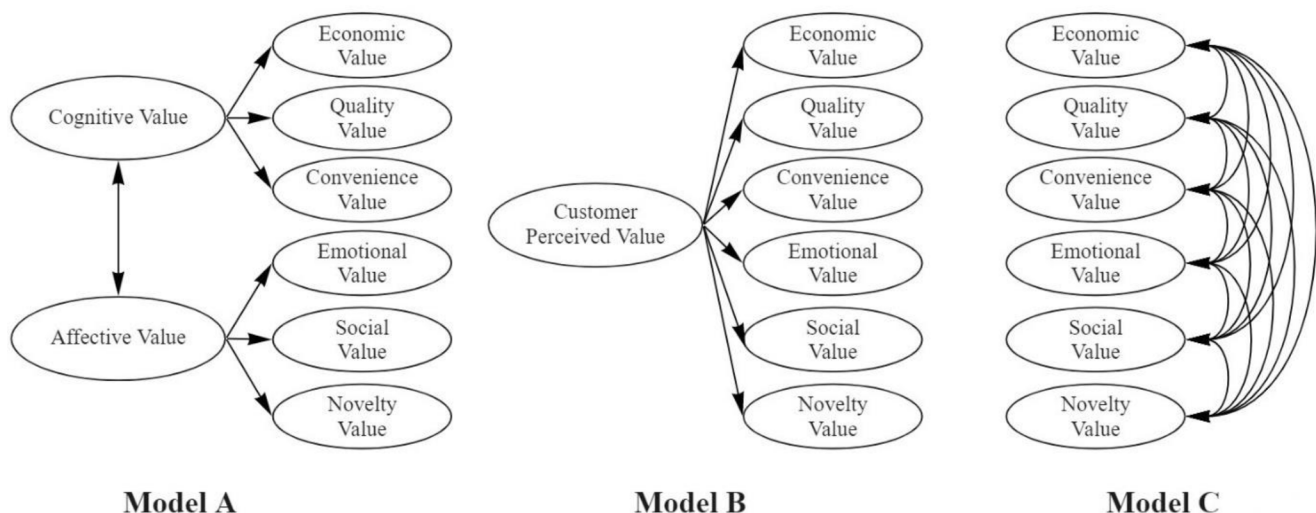 Economic
Value
Quality
Value
Cognitive Value
Convenience
Value
Emotional
Value
Affective Value
Social
Value
Novelty
Value
Model A
Economic
Value
Quality
Value
Convenience
Value
Customer
Perceived Value
Emotional
Value
Social
Value
Novelty
Value
Model B
Economic
Value
Quality
Value
Convenience
Value
Emotional
Value
Social
Value
Novelty
Value
Model C